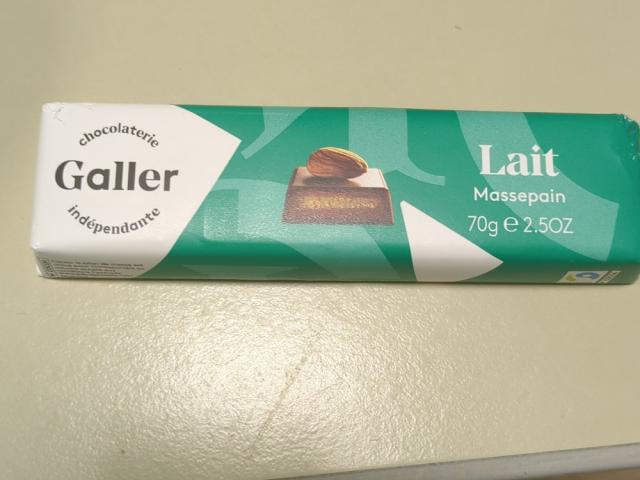 chocolaterie
Galler
indépendante
Lait
Massepain
70g e 2.5OZ